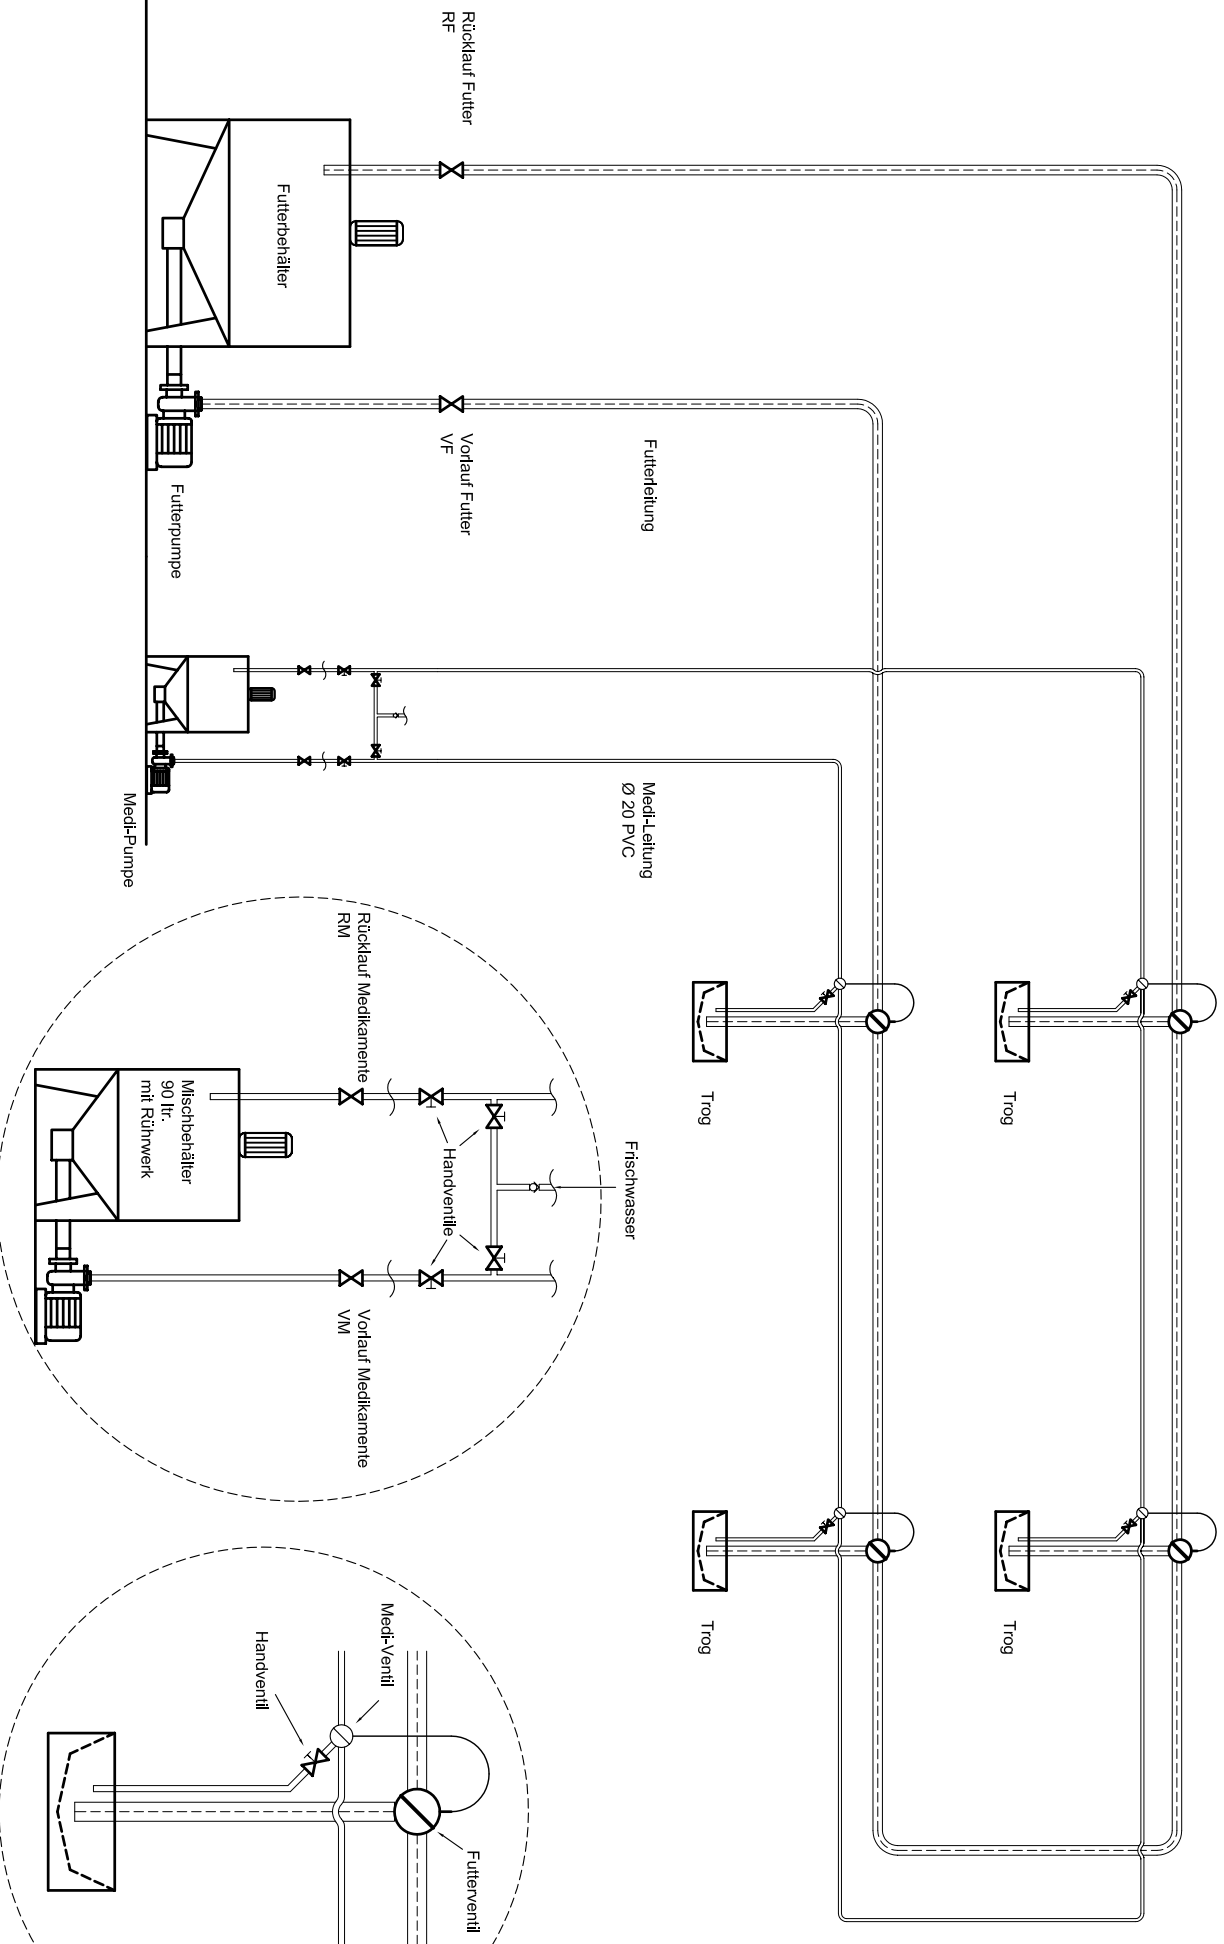 Rücklauf Futter
RF
Futterbehälter
Vorlauf Futter
VF
Futterleitung
Futterpumpe
Medi-Leitung
Ø 20 PVC
Medi-Pumpe
Trog
Trog
Trog
Trog
Rücklauf Medikamente
RM
Mischbehälter
90 ltr.
mit Rührwerk
Handventile
Frischwasser
Vorlauf Medikamente
VM
Medi-Ventil
Handventil
Futterventil